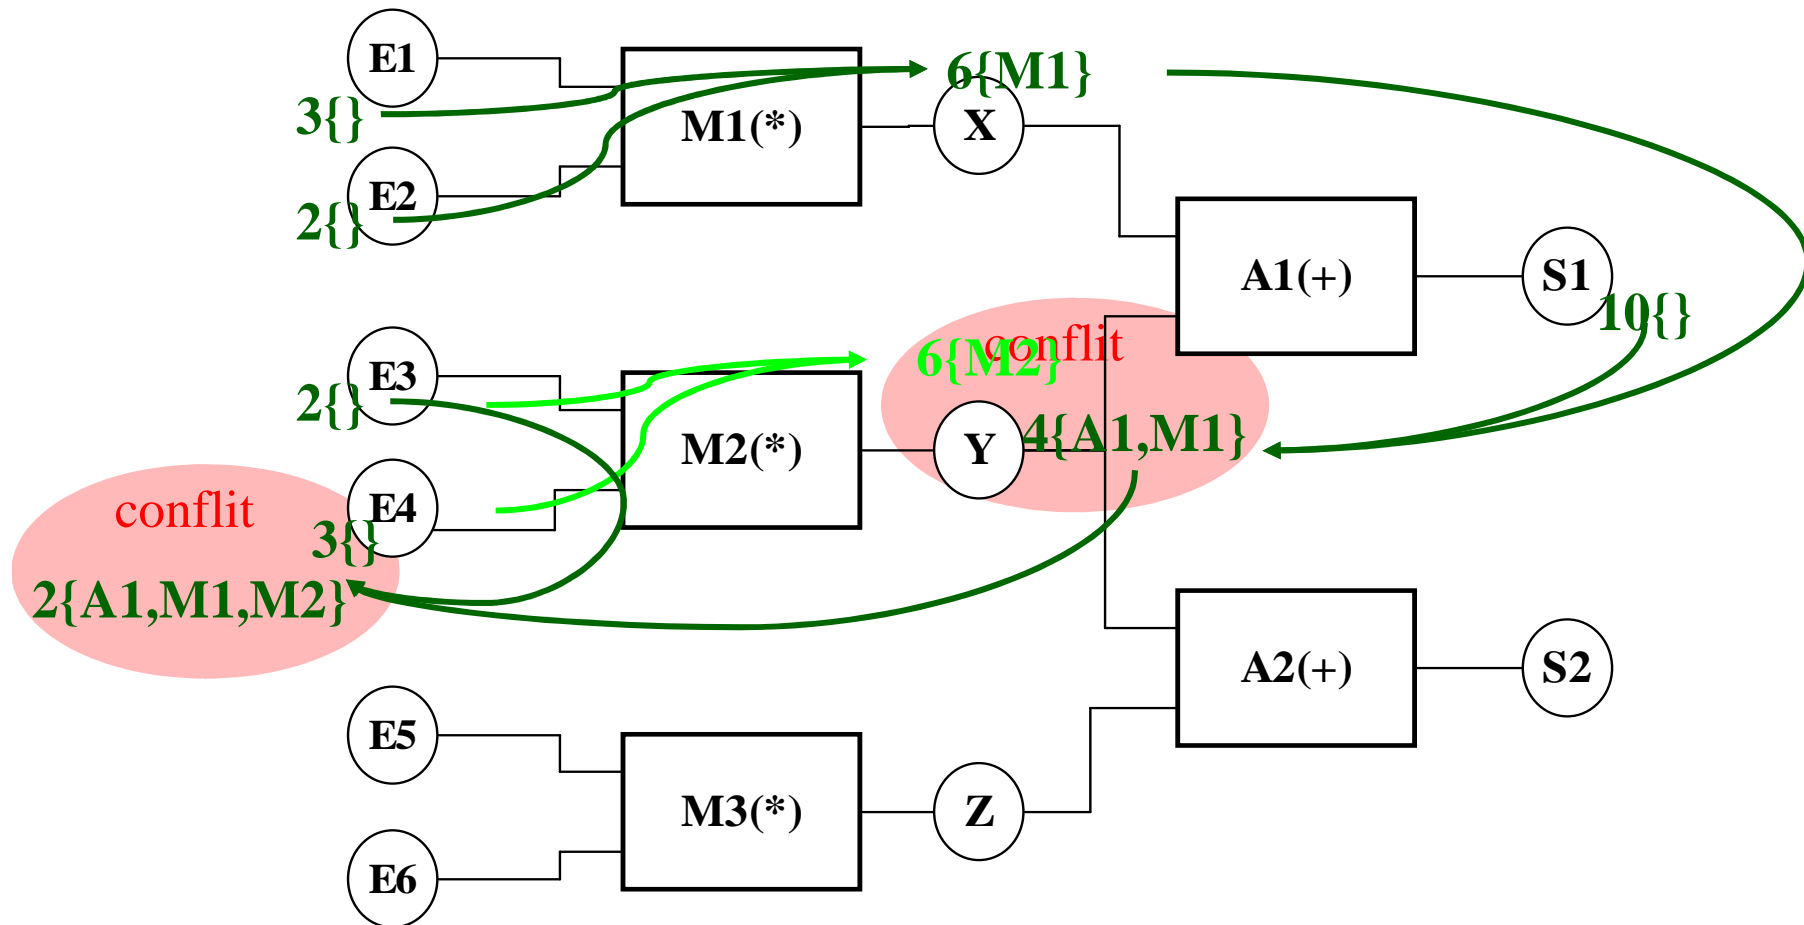 E1
6{M1}
3{}
M1(*)
X
E2
2{}
A1(+)
S1
10{}
conflit
6{M2}
E3
2{}
M2(*)
Y
4{A1,M1}
conflit
E4
3{}
2{A1,M1,M2}
A2(+)
S2
E5
M3(*)
Z
E6